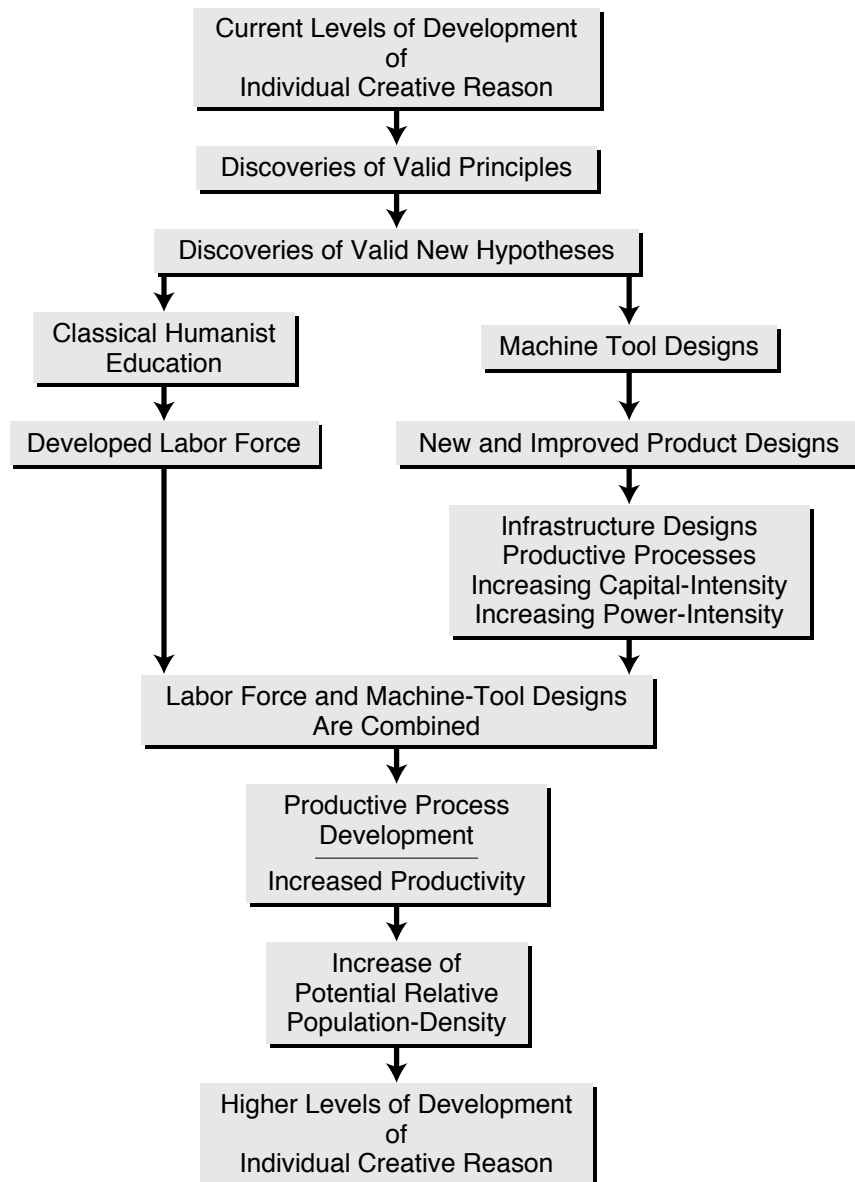 Current Levels of Development
of
Individual Creative Reason
Discoveries of Valid Principles
Discoveries of Valid New Hypotheses
Classical Humanist
Education
Machine Tool Designs
Developed Labor Force
New and Improved Product Designs
Infrastructure Designs
Productive Processes
Increasing Capital-Intensity
Increasing Power-Intensity
Labor Force and Machine-Tool Designs
Are Combined
Productive Process
Development
Increased Productivity
Increase of
Potential Relative
Population-Density
Higher Levels of Development
of
Individual Creative Reason